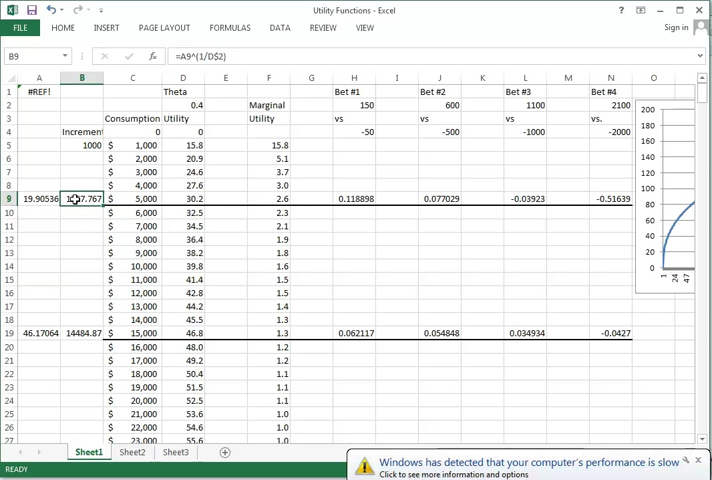 Utility Functions - Excel
FILE HOME INSERT PAGE LAYOUT FORMULAS DATA REVIEW VIEW Sign in
B9 fx =A9^(1/D$2)
A B C D E F G H I J K L M N O
1 #REF! Theta Bet #1 Bet #2 Bet #3 Bet #4
2 0.4 Marginal 150 600 1100 2100
3 Consumption Utility Utility vs vs vs vs.
4 Increment 0 0 -50 -500 -1000 -2000
5 1000 $ 1,000 15.8 15.8
6 $ 2,000 20.9 5.1
7 $ 3,000 24.6 3.7
8 $ 4,000 27.6 3.0
9 19.90536 $ 5,000 30.2 2.6 0.118898 0.077029 -0.03923 -0.51639
10 $ 6,000 32.5 2.3
11 $ 7,000 34.5 2.1
12 $ 8,000 36.4 1.9
13 $ 9,000 38.2 1.8
14 $ 10,000 39.8 1.6
15 $ 11,000 41.4 1.5
16 $ 12,000 42.8 1.5
17 $ 13,000 44.2 1.4
18 $ 14,000 45.5 1.3
19 46.17064 14484.87 $ 15,000 46.8 1.3 0.062117 0.054848 0.034934 -0.0427
20 $ 16,000 48.0 1.2
21 $ 17,000 49.2 1.2
22 $ 18,000 50.4 1.2
23 $ 19,000 51.5 1.1
24 $ 20,000 52.5 1.1
25 $ 21,000 53.6 1.0
26 $ 22,000 54.6 1.0
27 $ 23,000 55.6 1.0
200
180
160
140
120
100
80
60
40
20
0
1 24 47
Sheet1 Sheet2 Sheet3
READY
Windows has detected that your computer's performance is slow
Click to see more information and options